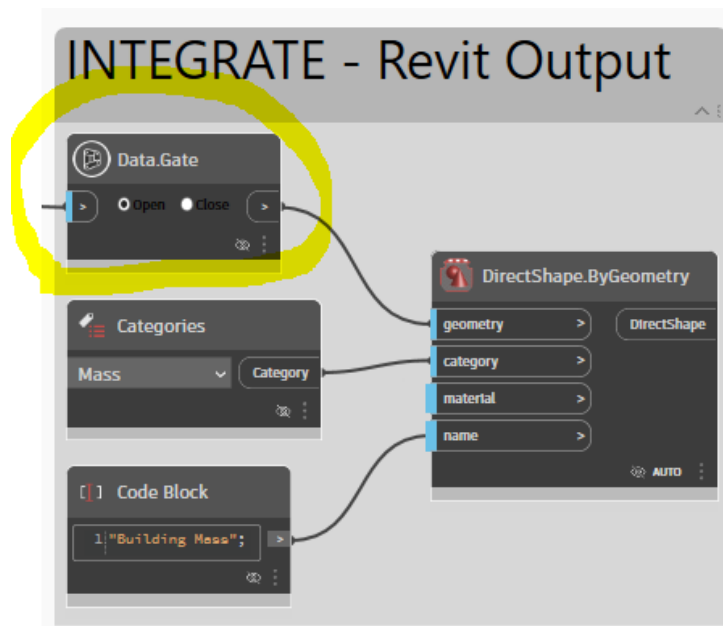 INTEGRATE - Revit Output
Data.Gate
> Open Close >
Categories
Mass
Category
[ ] Code Block
1 "Building Mass"; >
DirectShape.ByGeometry
geometry > DirectShape
category >
material >
name >
AUTO